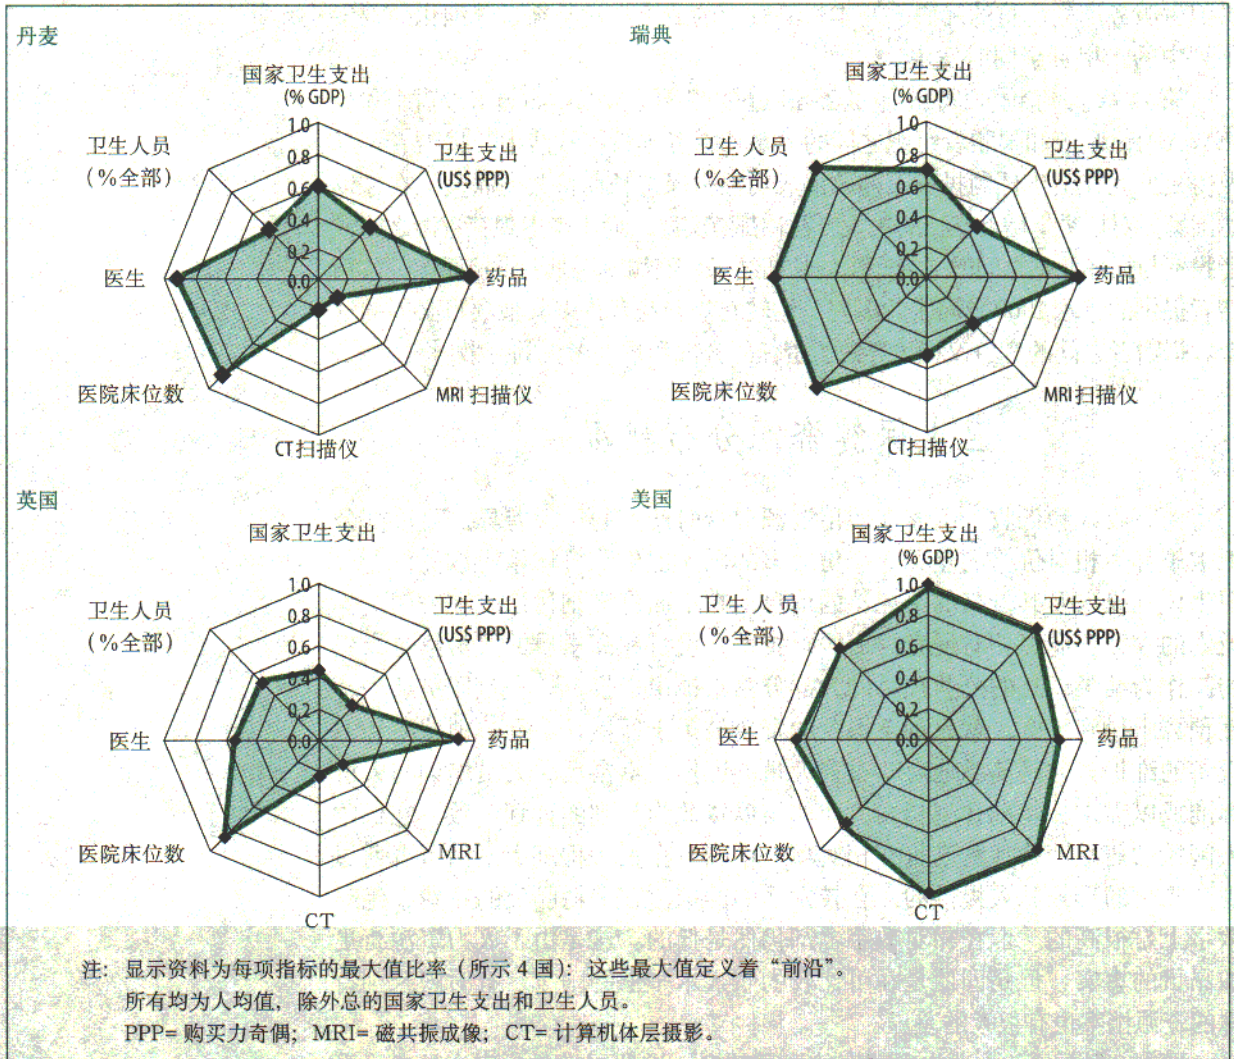 丹麦
国家卫生支出
(% GDP)
卫生人员
(%全部)
卫生支出
(US$ PPP)
1.0
0.8
0.6
0.4
0.2
0.0
医生
药品
医院床位数
MRI 扫描仪
CT扫描仪
瑞典
国家卫生支出
(% GDP)
卫生人员
(%全部)
卫生支出
(US$ PPP)
1.0
0.8
0.6
0.4
0.2
0.0
医生
药品
医院床位数
MRI 扫描仪
CT扫描仪
英国
国家卫生支出
卫生人员
(%全部)
卫生支出
(US$ PPP)
1.0
0.8
0.6
0.4
0.2
0.0
医生
药品
医院床位数
MRI
CT
美国
国家卫生支出
(% GDP)
卫生人员
(%全部)
卫生支出
(US$ PPP)
1.0
0.8
0.6
0.4
0.2
0.0
医生
药品
医院床位数
MRI
CT
注: 显示资料为每项指标的最大值比率(所示 4 国): 这些最大值定义着“前沿”。
所有均为人均值, 除外总的国家卫生支出和卫生人员。
PPP= 购买力奇偶; MRI= 磁共振成像; CT= 计算机体层摄影。